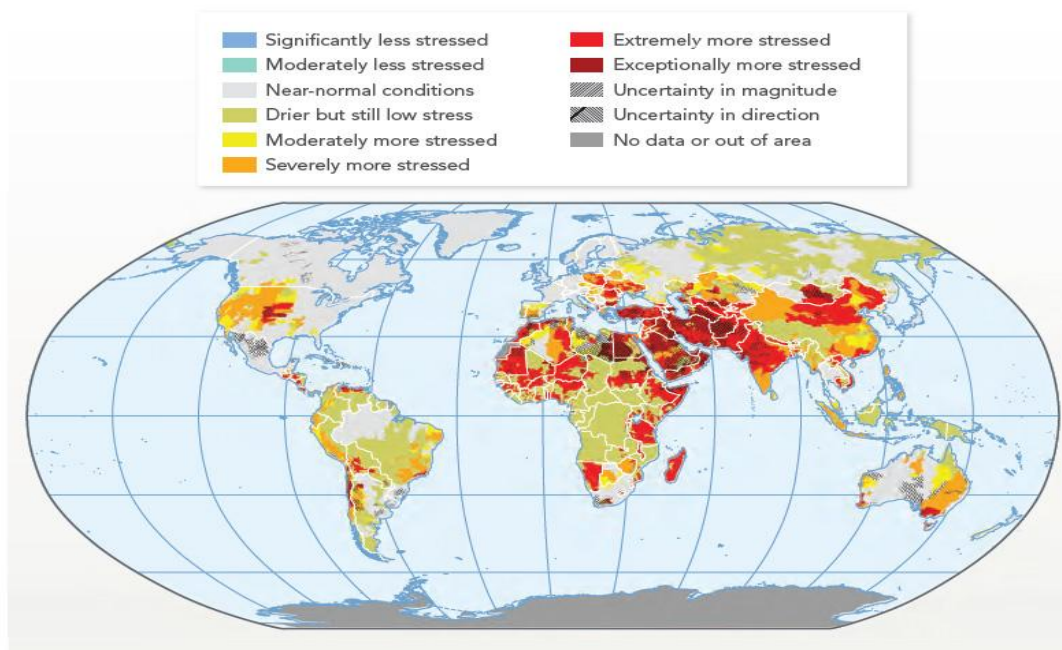 Significantly less stressed
Moderately less stressed
Near-normal conditions
Drier but still low stress
Moderately more stressed
Severely more stressed
Extremely more stressed
Exceptionally more stressed
Uncertainty in magnitude
Uncertainty in direction
No data or out of area